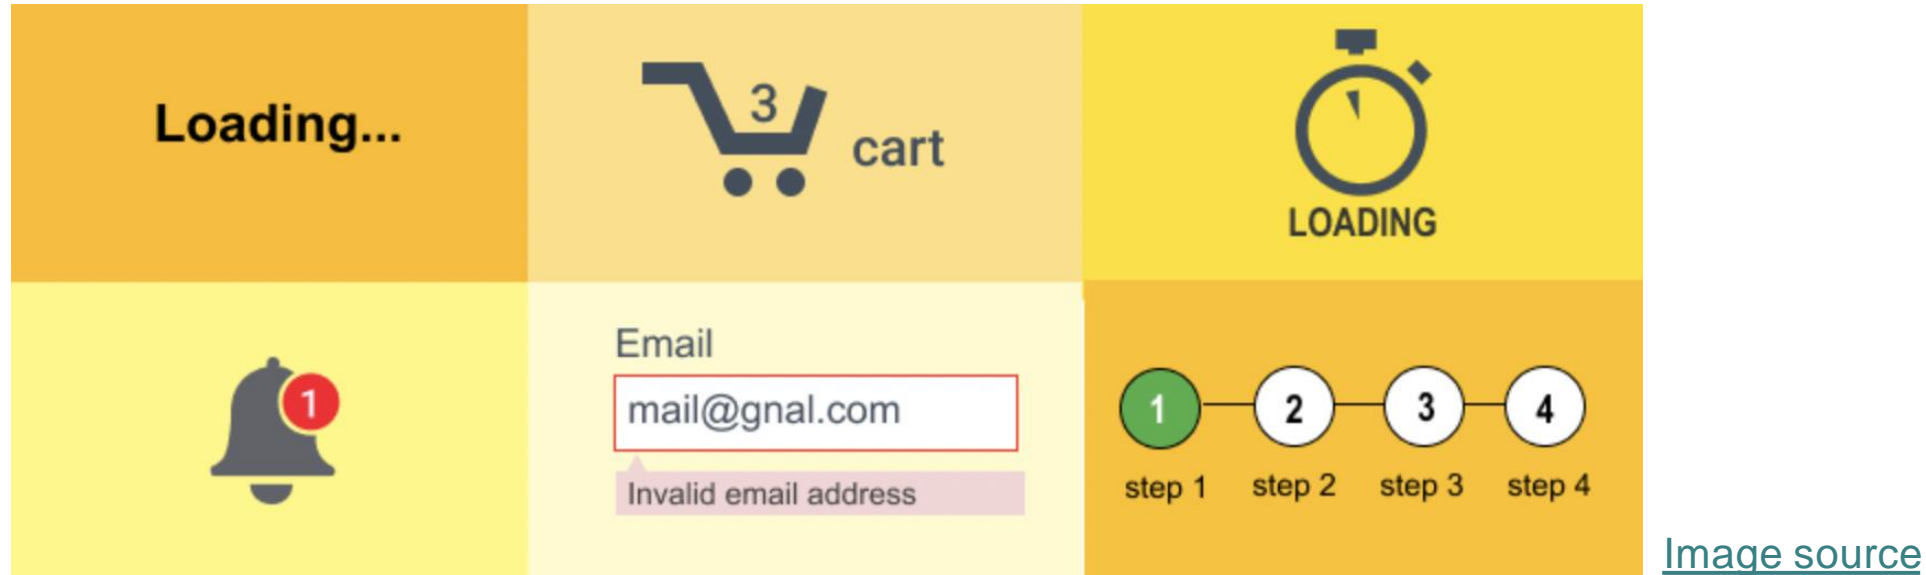 Loading...
3
cart
LOADING
1
Email
mail@gnal.com
Invalid email address
1 2 3 4
step 1 step 2 step 3 step 4
Image source